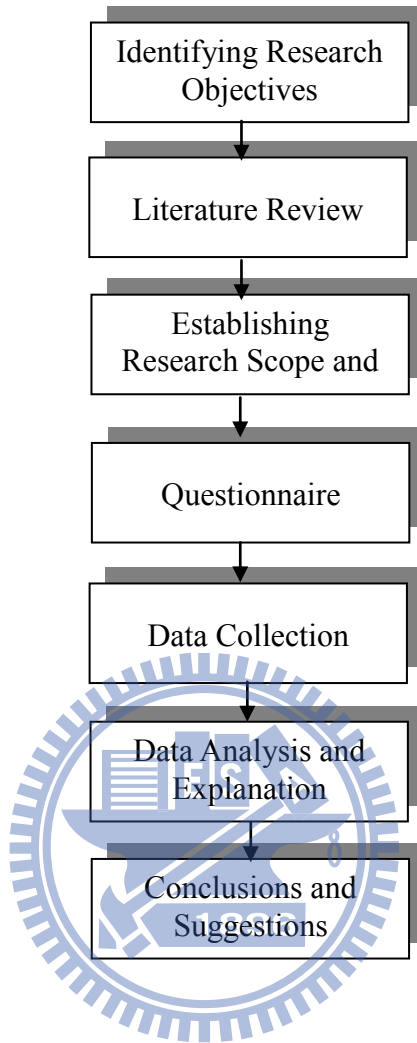 Identifying Research
Objectives
Literature Review
Establishing
Research Scope and
Questionnaire
Data Collection
Data Analysis and
Explanation
Conclusions and
Suggestions
1896